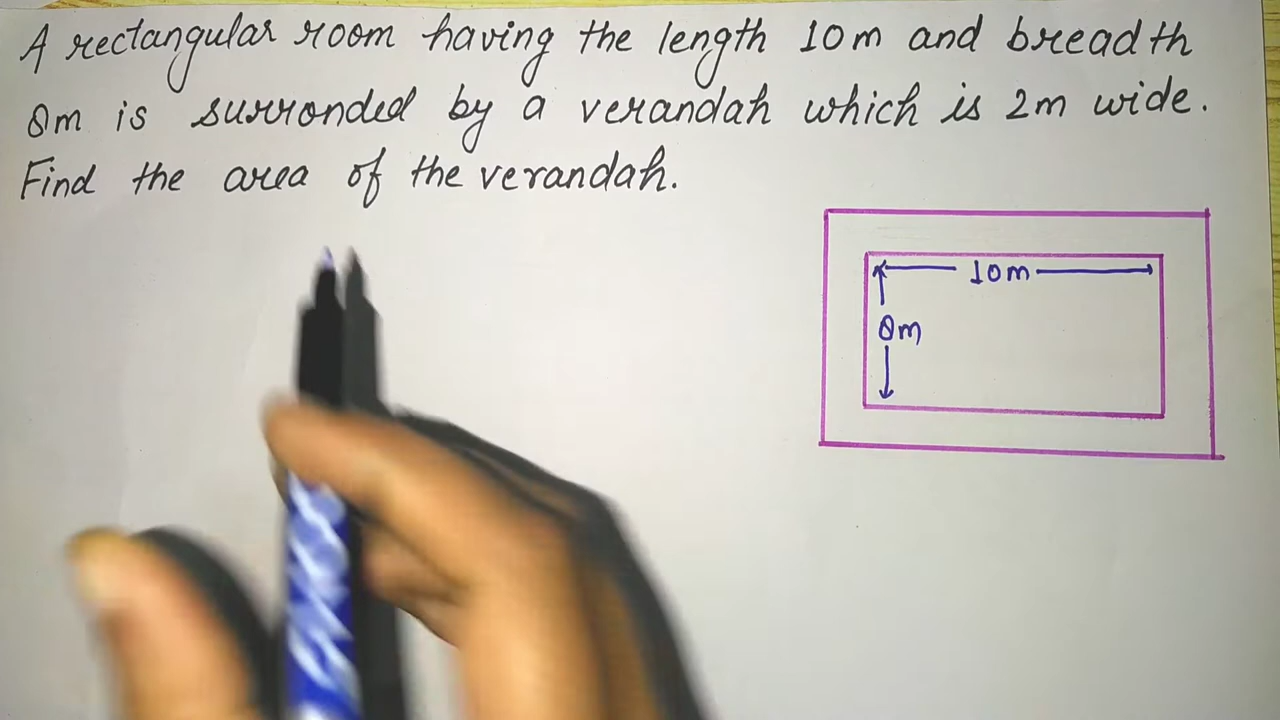 A rectangular room having the length 10m and breadth
8m is surronded by a verandah which is 2m wide.
Find the area of the verandah.
10m
8m